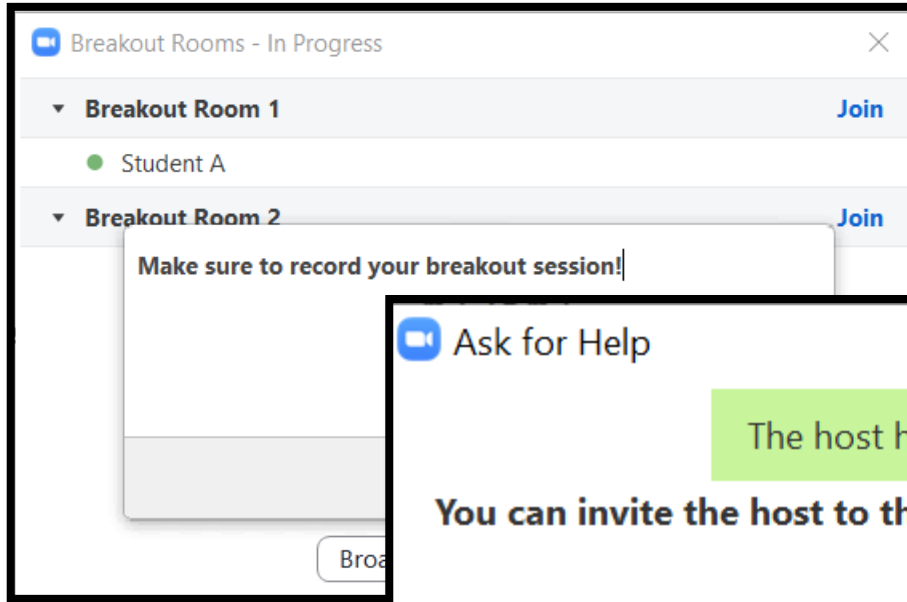 Breakout Rooms - In Progress
Breakout Room 1 Join
Student A
Breakout Room 2 Join
Make sure to record your breakout session!
Ask for Help
The host
You can invite the host to